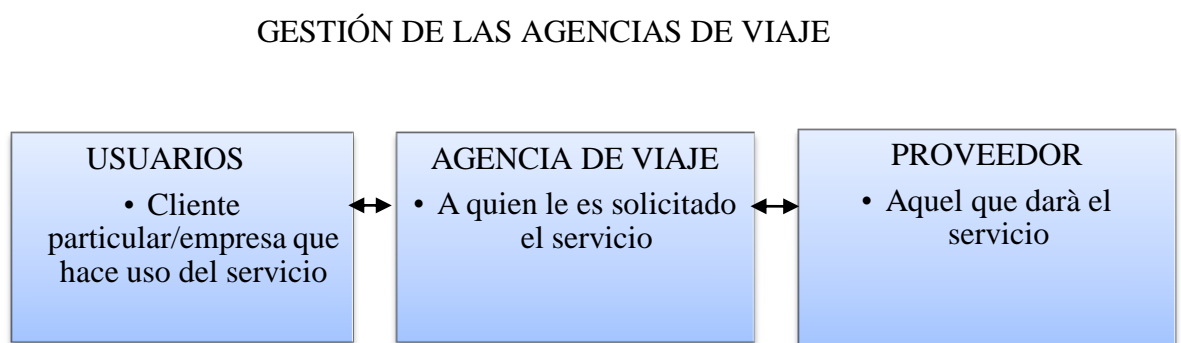 GESTIÓN DE LAS AGENCIAS DE VIAJE
USUARIOS
• Cliente
particular/empresa que
hace uso del servicio
AGENCIA DE VIAJE
• A quien le es solicitado
el servicio
PROVEEDOR
• Aquel que darà el
servicio